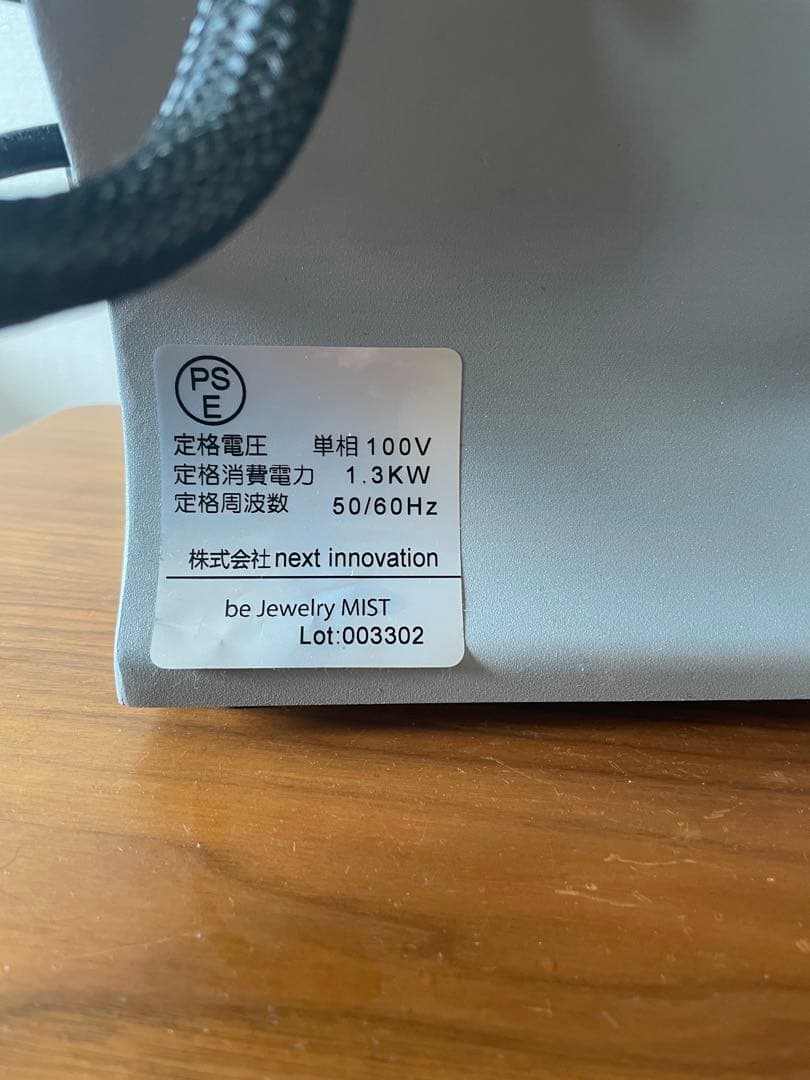 PS
E
定格電圧 単相100V
定格消費電力 1.3KW
定格周波数 50/60Hz
株式会社next innovation
be Jewelry MIST
Lot:003302